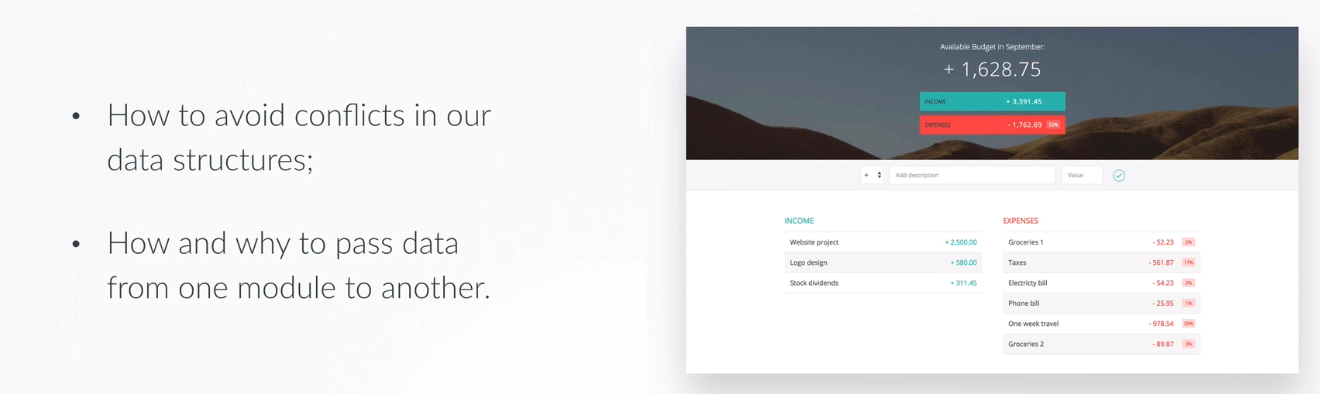 • How to avoid conflicts in our
data structures;
• How and why to pass data
from one module to another.
Available Budget in September:
+ 1,628.75
INCOME + 3,391.45
EXPENSES - 1,762.69 52%
+ Add description Value
INCOME
Website project + 2,500.00
Logo design + 580.00
Stock dividends + 311.45
EXPENSES
Groceries 1 - 52.23 2%
Taxes - 561.87 17%
Electricty bill - 54.23 2%
Phone bill - 25.95 1%
One week travel - 978.54 29%
Groceries 2 - 89.87 3%